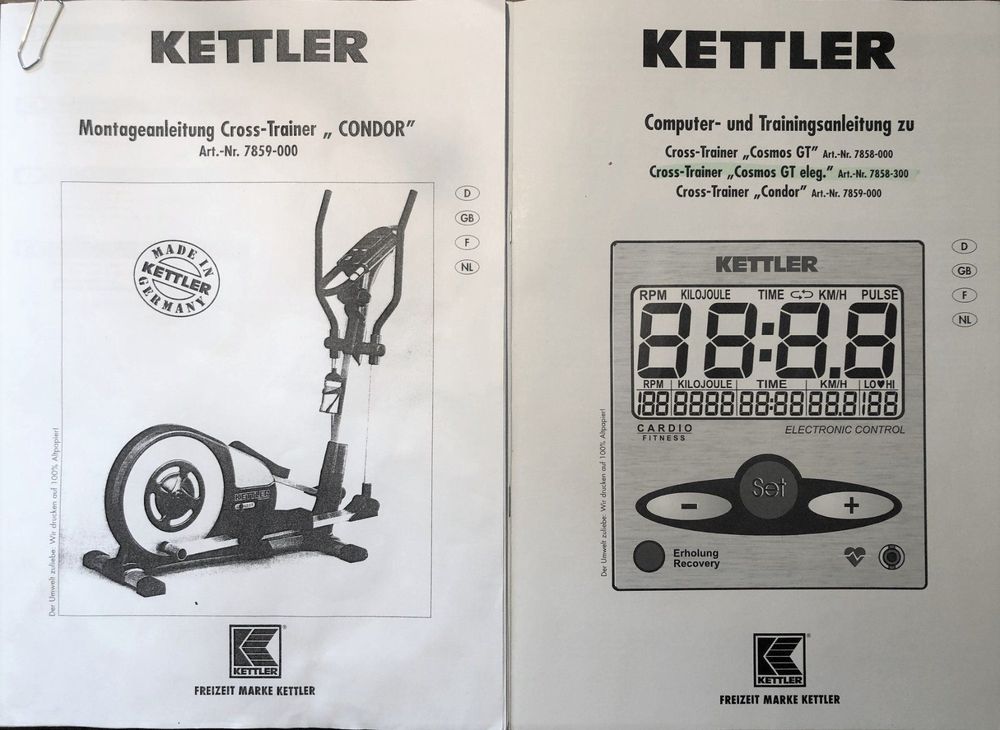 KETTLER
Montageanleitung Cross-Trainer „ CONDOR”
Art.-Nr. 7859-000
D
GB
F
NL
MADE IN
KETTLER
GERMANY
KETTLER
Der Umwelt zuliebe: Wir drucken auf 100% Altpapier!
KETTLER
®
FREIZEIT MARKE KETTLER
KETTLER
Computer- und Trainingsanleitung zu
Cross-Trainer „Cosmos GT” Art.-Nr. 7858-000
Cross-Trainer „Cosmos GT eleg.” Art.-Nr. 7858-300
Cross-Trainer „Condor” Art.-Nr. 7859-000
D
GB
F
NL
KETTLER
RPM KILOJOULE TIME KM/H PULSE
88:8.8
RPM KILOJOULE TIME KM/H LO♥HI
188 8888 88:88 88.8 188
CARDIO
FITNESS
ELECTRONIC CONTROL
Set
- +
Erholung
Recovery
Der Umwelt zuliebe: Wir drucken auf 100% Altpapier!
KETTLER
®
FREIZEIT MARKE KETTLER